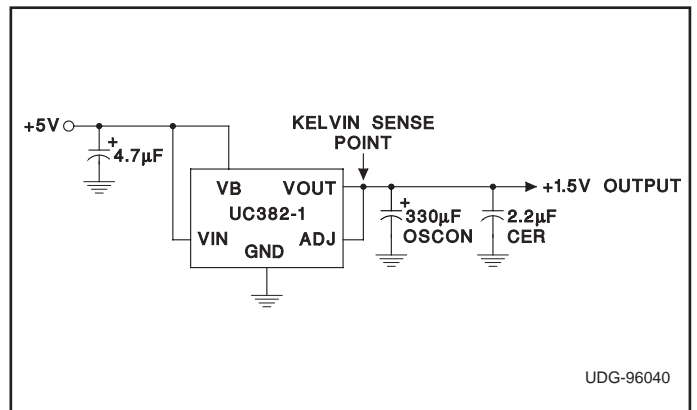 KELVIN SENSE
POINT
+5V
+
4.7µF
VB
VOUT
UC382-1
VIN
ADJ
GND
+
330µF
OSCON
2.2µF
CER
+1.5V OUTPUT
UDG-96040